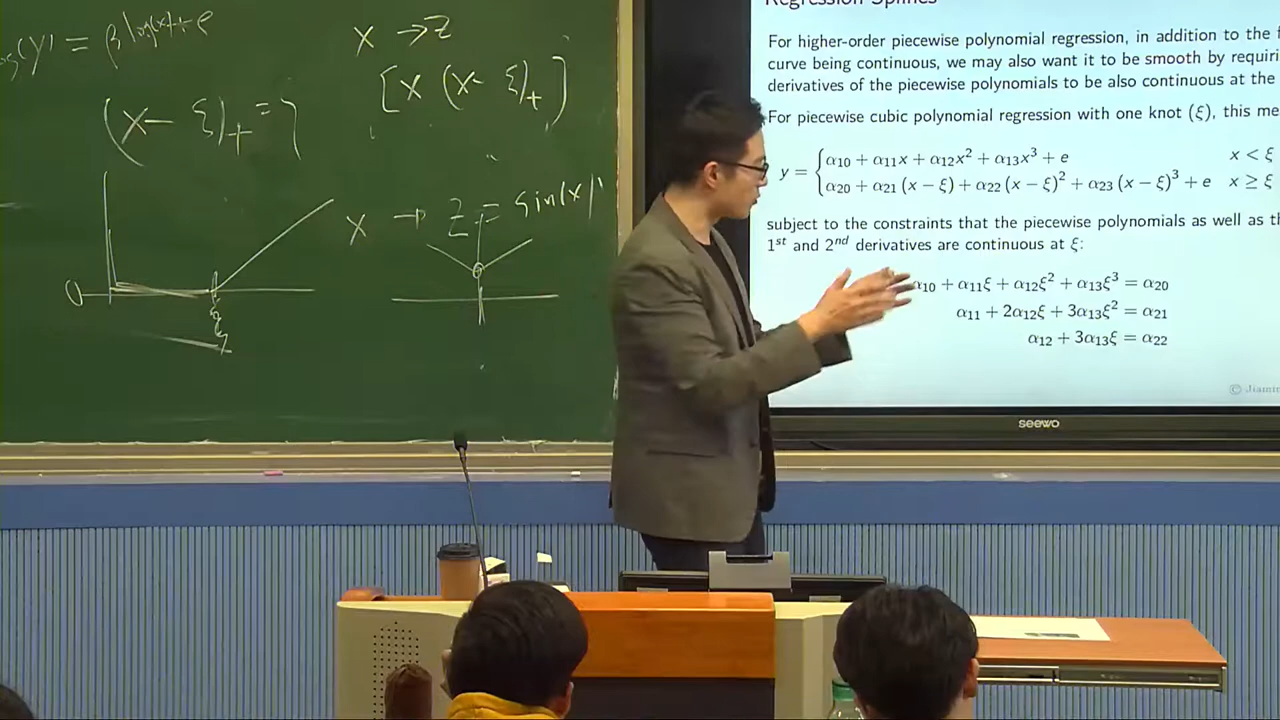 (Y) = β log(x) + e
(x - ξ)₊ =
0
x → z
[x (x - ξ)₊]
x → z = sin(x)
Regression Splines
For higher-order piecewise polynomial regression, in addition to the
curve being continuous, we may also want it to be smooth by requiri
derivatives of the piecewise polynomials to be also continuous at the
For piecewise cubic polynomial regression with one knot (ξ), this me
y = { α₁₀ + α₁₁x + α₁₂x² + α₁₃x³ + e x < ξ
α₂₀ + α₂₁ (x − ξ) + α₂₂ (x − ξ)² + α₂₃ (x − ξ)³ + e x ≥ ξ
subject to the constraints that the piecewise polynomials as well as th
1ˢᵗ and 2ⁿᵈ derivatives are continuous at ξ:
α₁₀ + α₁₁ξ + α₁₂ξ² + α₁₃ξ³ = α₂₀
α₁₁ + 2α₁₂ξ + 3α₁₃ξ² = α₂₁
α₁₂ + 3α₁₃ξ = α₂₂
© Jiamin
seewo